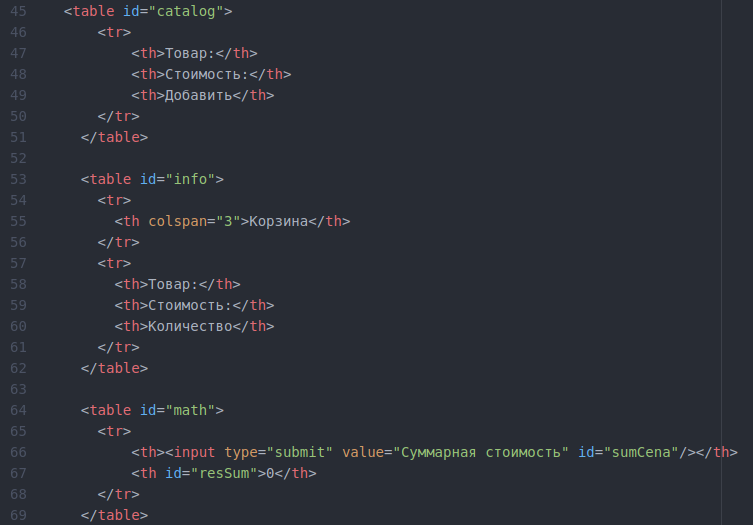 45 <table id="catalog">
46 <tr>
47 <th>Товар:</th>
48 <th>Стоимость:</th>
49 <th>Добавить</th>
50 </tr>
51 </table>
52
53 <table id="info">
54 <tr>
55 <th colspan="3">Корзина</th>
56 </tr>
57 <tr>
58 <th>Товар:</th>
59 <th>Стоимость:</th>
60 <th>Количество</th>
61 </tr>
62 </table>
63
64 <table id="math">
65 <tr>
66 <th><input type="submit" value="Суммарная стоимость" id="sumCena"/></th>
67 <th id="resSum">0</th>
68 </tr>
69 </table>